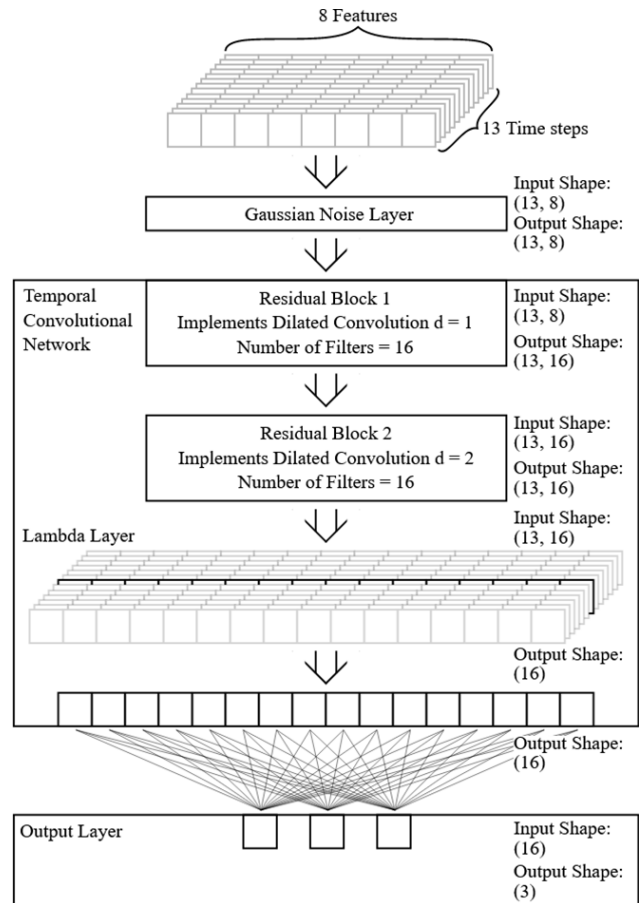 8 Features
13 Time steps
Input Shape:
(13, 8)
Gaussian Noise Layer
Output Shape:
(13, 8)
Temporal
Convolutional
Network
Residual Block 1
Implements Dilated Convolution d = 1
Number of Filters = 16
Input Shape:
(13, 8)
Output Shape:
(13, 16)
Residual Block 2
Implements Dilated Convolution d = 2
Number of Filters = 16
Input Shape:
(13, 16)
Output Shape:
(13, 16)
Lambda Layer
Input Shape:
(13, 16)
Output Shape:
(16)
Output Shape:
(16)
Output Layer
Input Shape:
(16)
Output Shape:
(3)